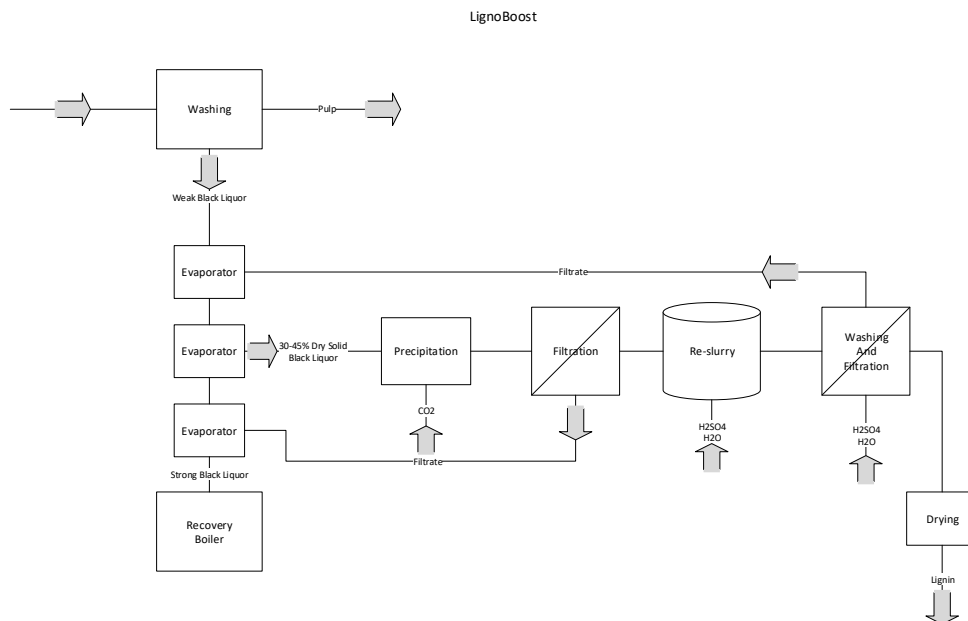 LignoBoost
Washing
Pulp
Weak Black Liquor
Evaporator
Filtrate
Evaporator
30-45% Dry Solid
Black Liquor
Precipitation
Filtration
Re-slurry
Washing
And
Filtration
CO2
H2SO4
H2O
H2SO4
H2O
Evaporator
Filtrate
Strong Black Liquor
Recovery
Boiler
Drying
Lignin